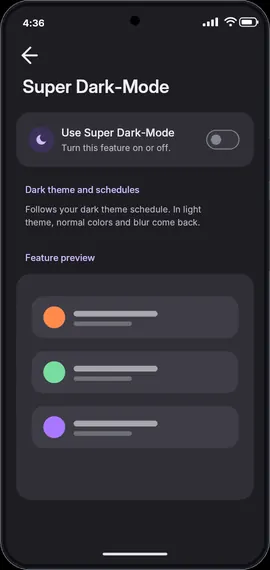 4:36
Super Dark-Mode
Use Super Dark-Mode
Turn this feature on or off.
Dark theme and schedules
Follows your dark theme schedule. In light
theme, normal colors and blur come back.
Feature preview